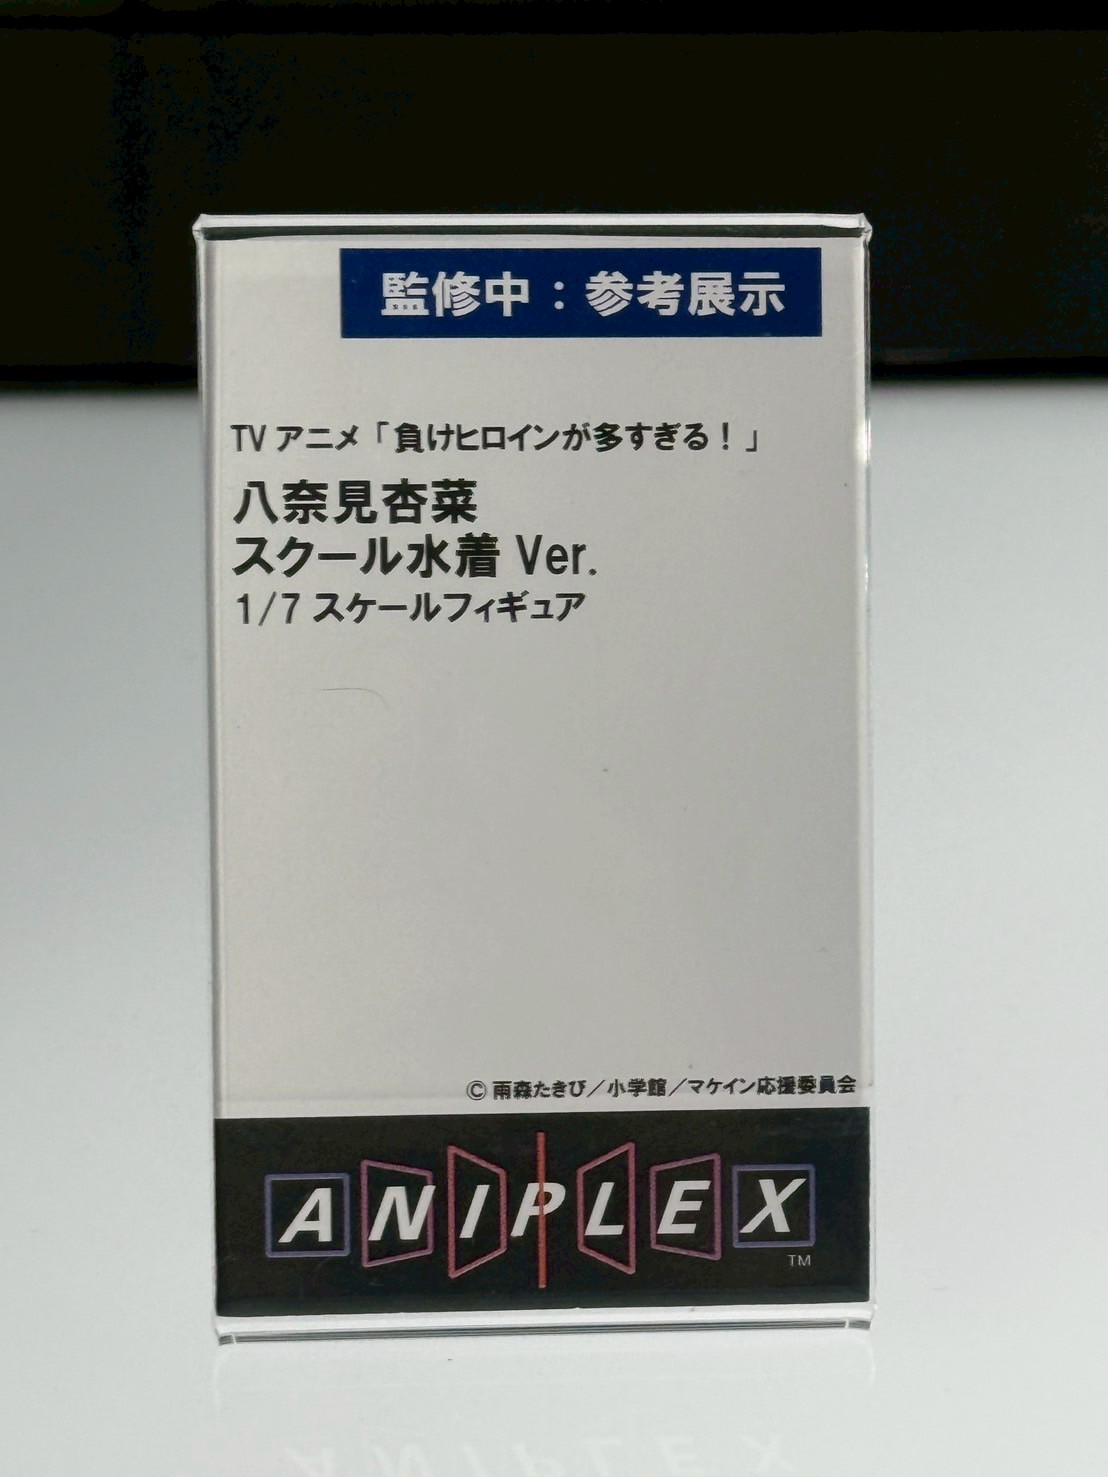 監修中：参考展示
TVアニメ「負けヒロインが多すぎる！」
八奈見杏菜
スクール水着 Ver.
1/7 スケールフィギュア
© 雨森たきび／小学館／マケイン応援委員会
ANIPLEX
TM